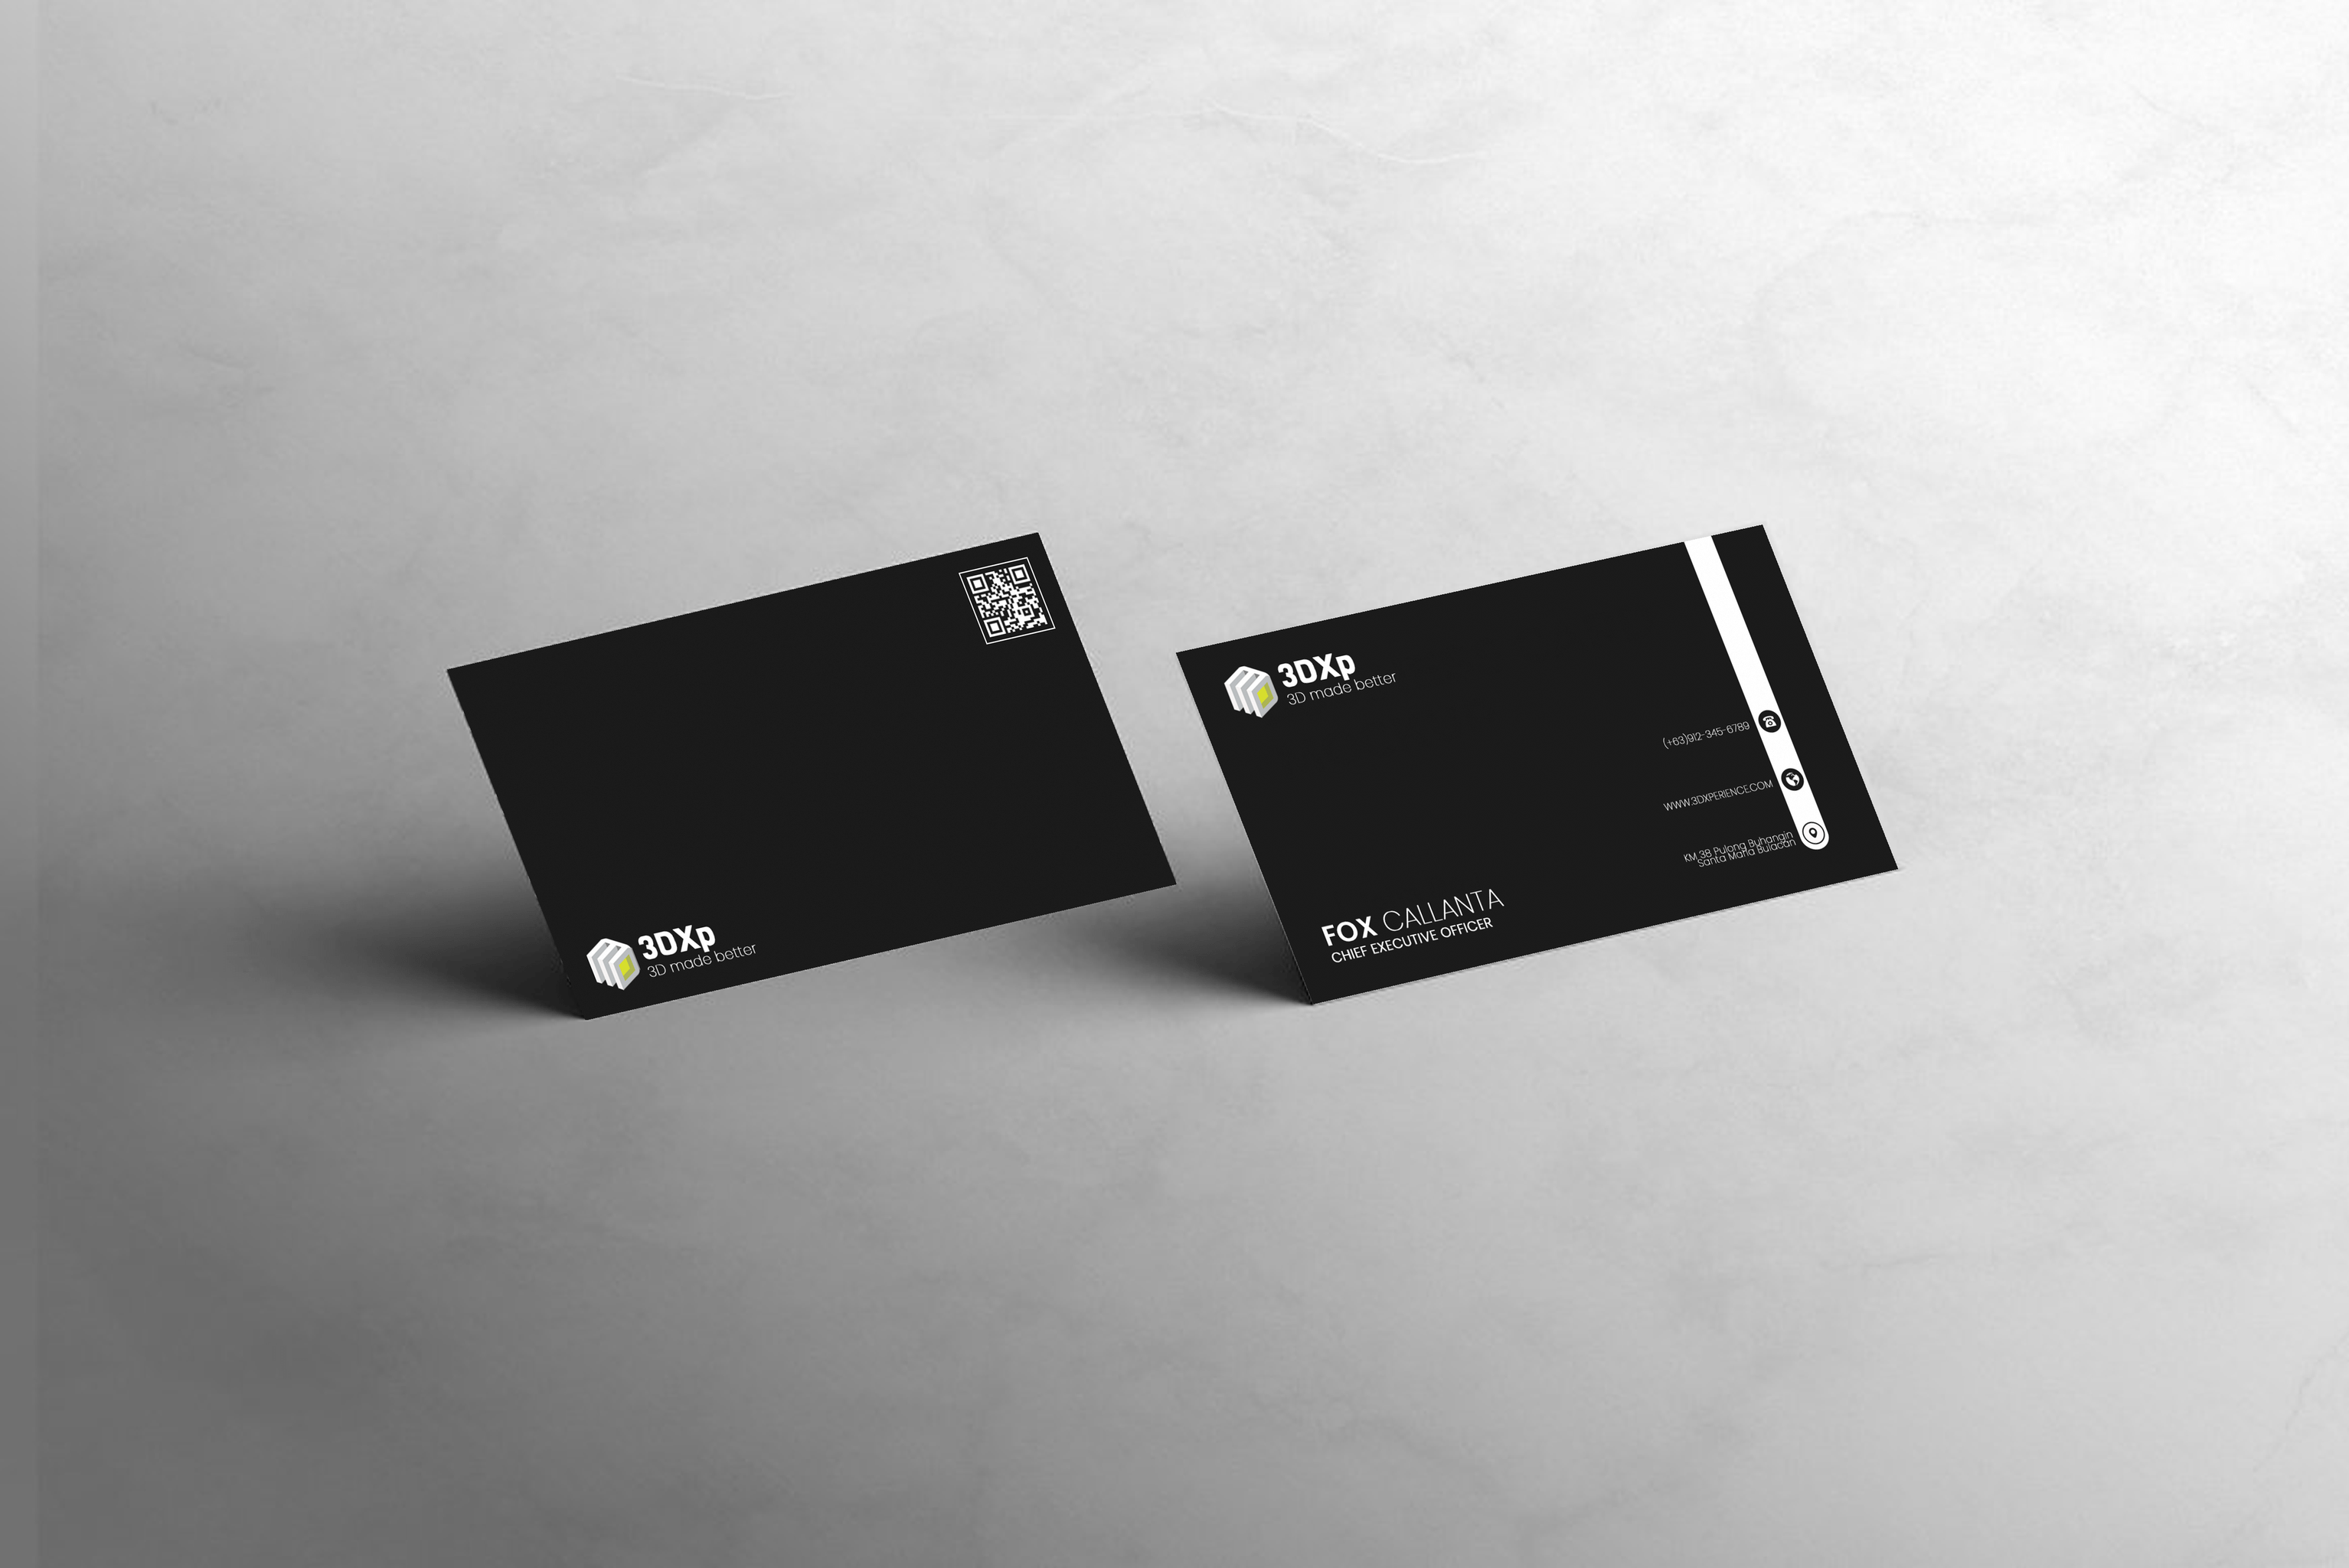 3DXp
3D made better
3DXp
3D made better
(+63)912-345-6789
WWW.3DXPERIENCE.COM
KM 38 Pulong Buhangin
Santa Maria Bulacan
FOX CALLANTA
CHIEF EXECUTIVE OFFICER